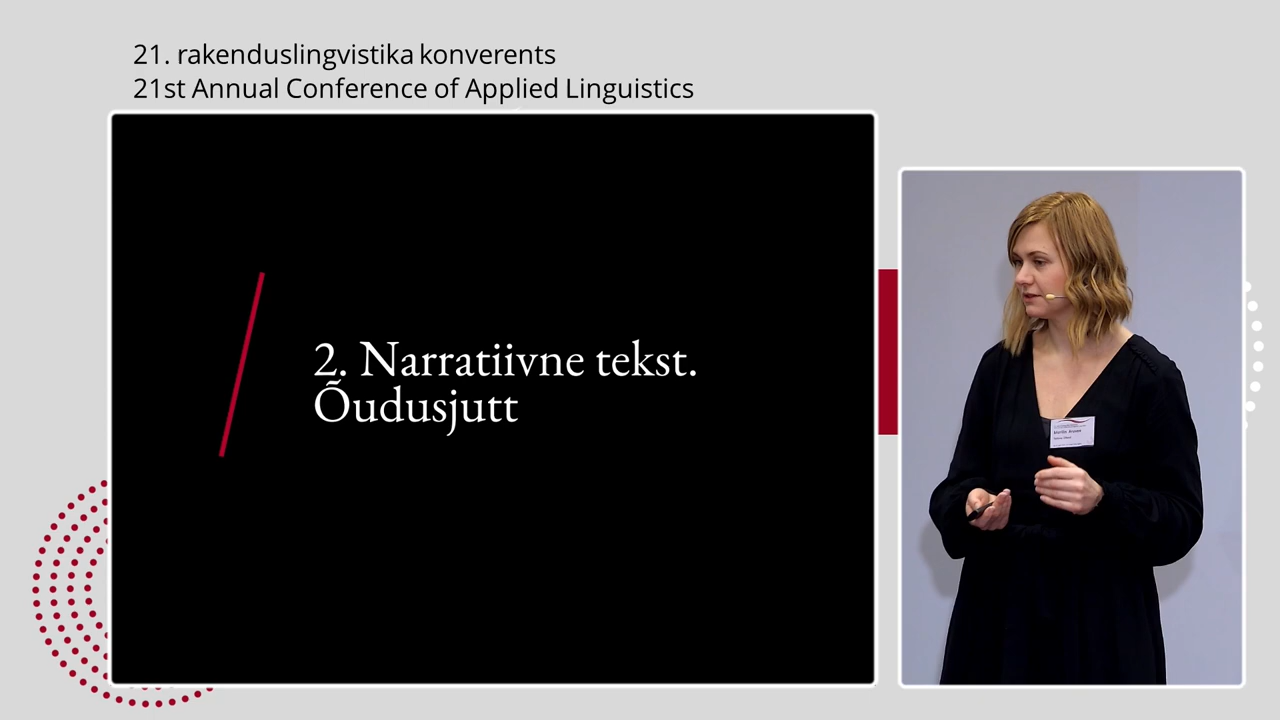 21. rakenduslingvistika konverents
21st Annual Conference of Applied Linguistics
2. Narratiivne tekst.
Õudusjutt